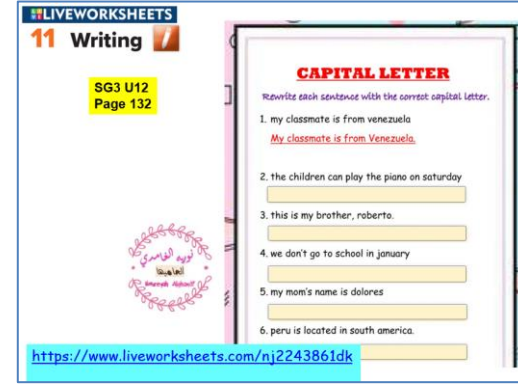 LIVEWORKSHEETS
11 Writing
SG3 U12
Page 132
CAPITAL LETTER
Rewrite each sentence with the correct capital letter.
1. my classmate is from venezuela
My classmate is from Venezuela.
2. the children can play the piano on saturday
3. this is my brother, roberto.
4. we don't go to school in january
5. my mom's name is dolores
6. peru is located in south america.
https://www.liveworksheets.com/nj2243861dk